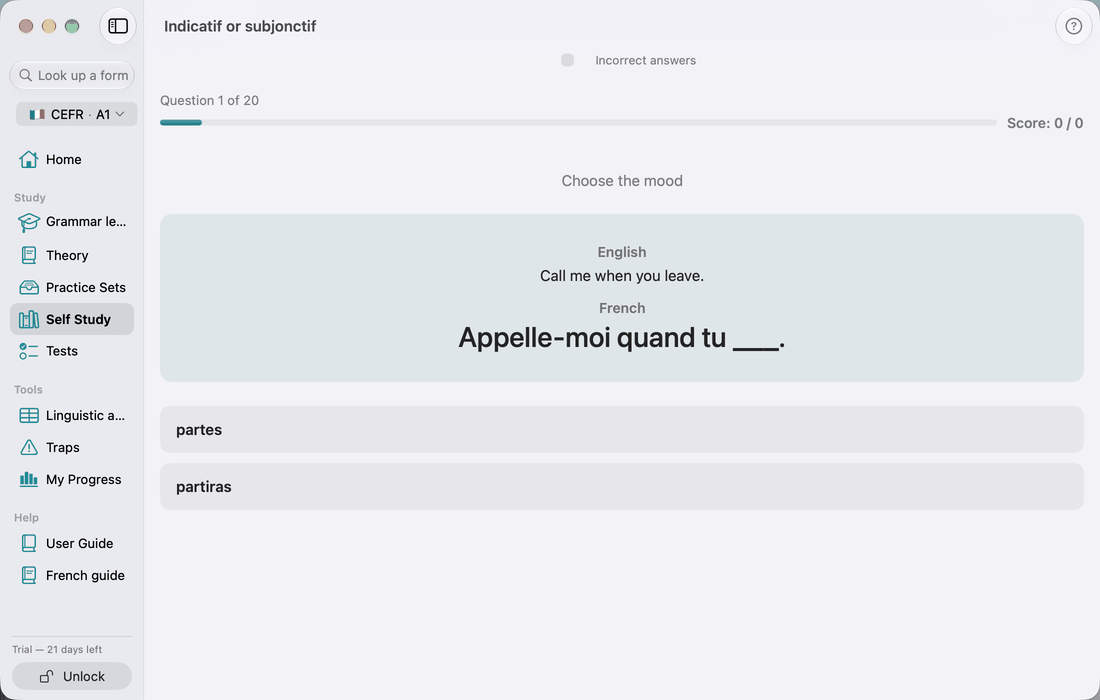 Indicatif or subjonctif
?
Look up a form
Incorrect answers
CEFR · A1
Question 1 of 20
Score: 0 / 0
Home
Study
Grammar le...
Theory
Practice Sets
Self Study
Tests
Tools
Linguistic a...
Traps
My Progress
Help
User Guide
French guide
Trial — 21 days left
Unlock
Choose the mood
English
Call me when you leave.
French
Appelle-moi quand tu ____.
partes
partiras